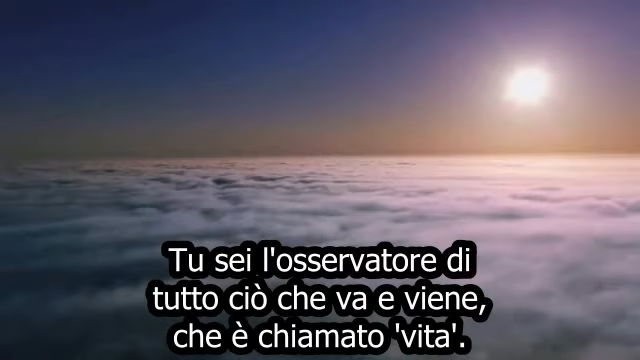 Tu sei l'osservatore di
tutto ciò che va e viene,
che è chiamato 'vita'.